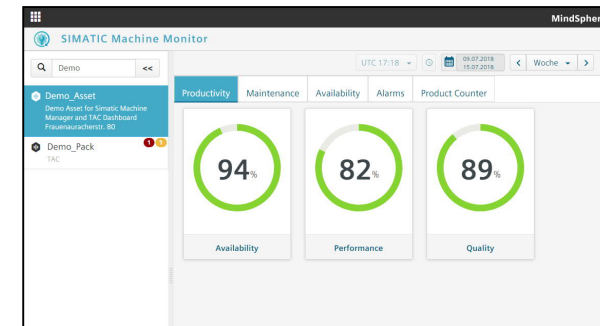 MindSphere
SIMATIC Machine Monitor
Demo
<<
UTC 17:18
09.07.2018
15.07.2018
Woche
Demo_Asset
Demo Asset for Simatic Machine
Manager and TAC Dashboard
Frauenauracherstr. 80
Demo_Pack
TAC
1
Productivity
Maintenance
Availability
Alarms
Product Counter
94%
82%
89%
Availability
Performance
Quality